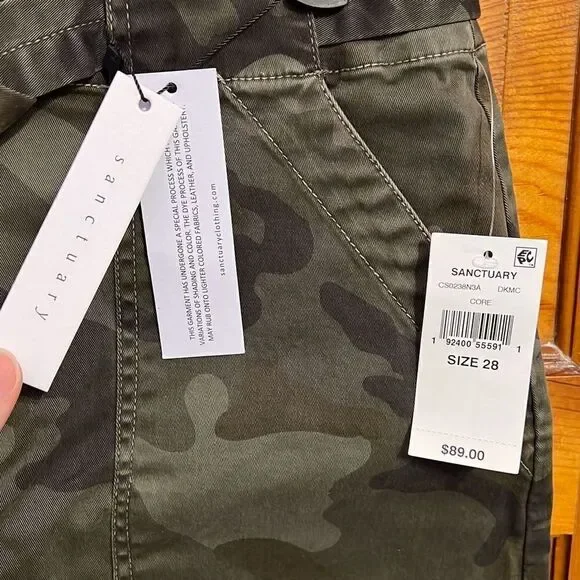 sanctuary
THIS GARMENT HAS UNDERGONE A SPECIAL PROCESS WHICH
VARIATIONS OF SHADING AND COLOR. THE DYE PROCESS OF THIS
MAY RUB ONTO LIGHTER COLORED FABRICS, LEATHER, AND UPHOLSTERY
sanctuaryclothing.com
SANCTUARY
CS0238N3A DKMC
CORE
1 92400 55591 1
SIZE 28
$89.00